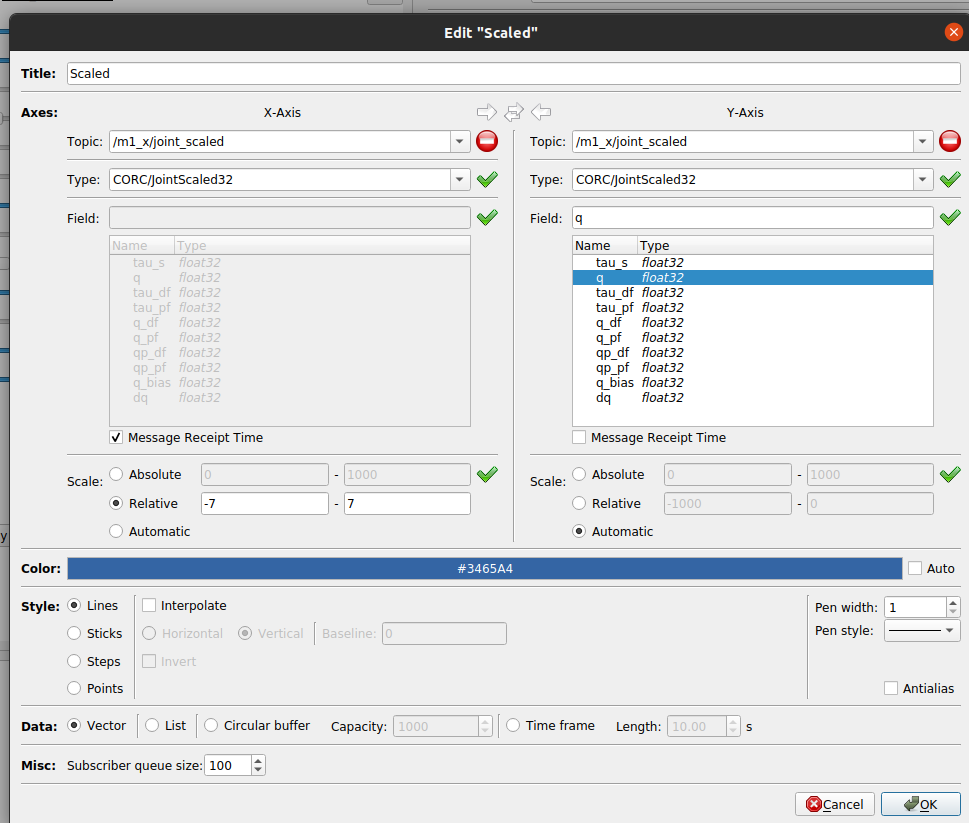 Edit "Scaled"
Title: Scaled
Axes: X-Axis Y-Axis
Topic: /m1_x/joint_scaled Topic: /m1_x/joint_scaled
Type: CORC/JointScaled32 Type: CORC/JointScaled32
Field: Field: q
Name Type Name Type
tau_s float32 tau_s float32
q float32 q float32
tau_df float32 tau_df float32
tau_pf float32 tau_pf float32
q_df float32 q_df float32
q_pf float32 q_pf float32
qp_df float32 qp_df float32
qp_pf float32 qp_pf float32
q_bias float32 q_bias float32
dq float32 dq float32
Message Receipt Time Message Receipt Time
Scale: Absolute 0 - 1000 Scale: Absolute 0 - 1000
Relative -7 - 7 Relative -1000 - 0
Automatic Automatic
y
Color: #3465A4 Auto
Style: Lines Interpolate Pen width: 1
Sticks Horizontal Vertical Baseline: 0 Pen style:
Steps Invert
Points Antialias
Data: Vector List Circular buffer Capacity: 1000 Time frame Length: 10.00 s
Misc: Subscriber queue size: 100
Cancel OK